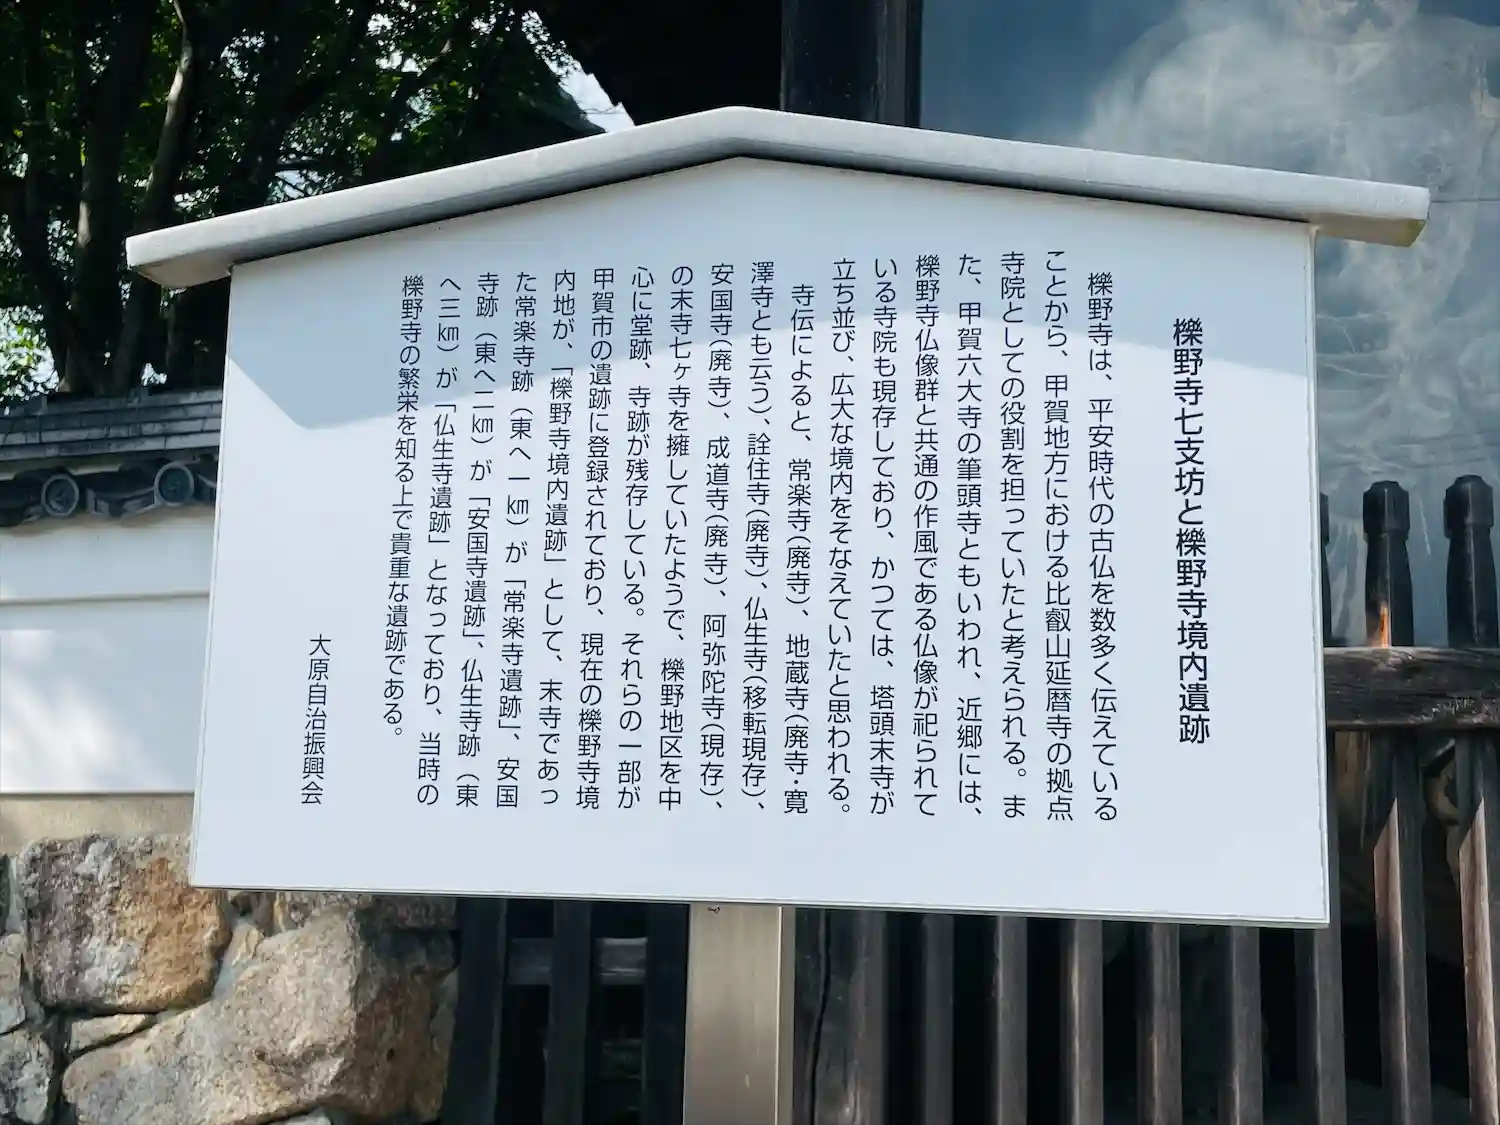 櫟野寺七支坊と櫟野寺境内遺跡
櫟野寺は、平安時代の古仏を数多く伝えている
ことから、甲賀地方における比叡山延暦寺の拠点
寺院としての役割を担っていたと考えられる。ま
た、甲賀六大寺の筆頭寺ともいわれ、近郷には、
櫟野寺仏像群と共通の作風である仏像が祀られて
いる寺院も現存しており、かつては、塔頭末寺が
立ち並び、広大な境内をそなえていたと思われる。
寺伝によると、常楽寺(廃寺)、地蔵寺(廃寺・寛
澤寺とも云う)、詮住寺(廃寺)、仏生寺(移転現存)、
安国寺(廃寺)、成道寺(廃寺)、阿弥陀寺(現存)、
の末寺七ヶ寺を擁していたようで、櫟野地区を中
心に堂跡、寺跡が残存している。それらの一部が
甲賀市の遺跡に登録されており、現在の櫟野寺境
内地が、「櫟野寺境内遺跡」として、末寺であっ
た常楽寺跡（東へ一㎞）が「常楽寺遺跡」、安国
寺跡（東へ二㎞）が「安国寺遺跡」、仏生寺跡（東
へ三㎞）が「仏生寺遺跡」となっており、当時の
櫟野寺の繁栄を知る上で貴重な遺跡である。
大原自治振興会